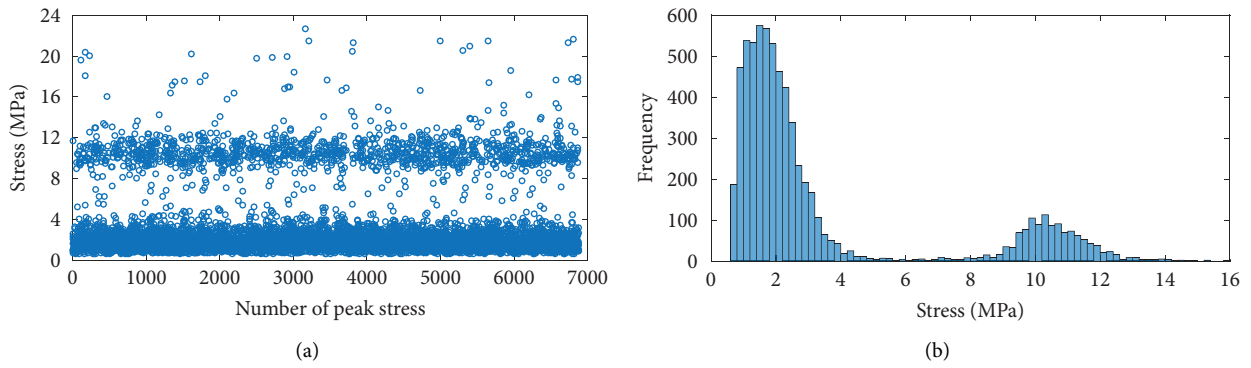 24
20
16
12
8
4
0
Stress (MPa)
0 1000 2000 3000 4000 5000 6000 7000
Number of peak stress
(a)
600
500
400
300
200
100
0
Frequency
0 2 4 6 8 10 12 14 16
Stress (MPa)
(b)